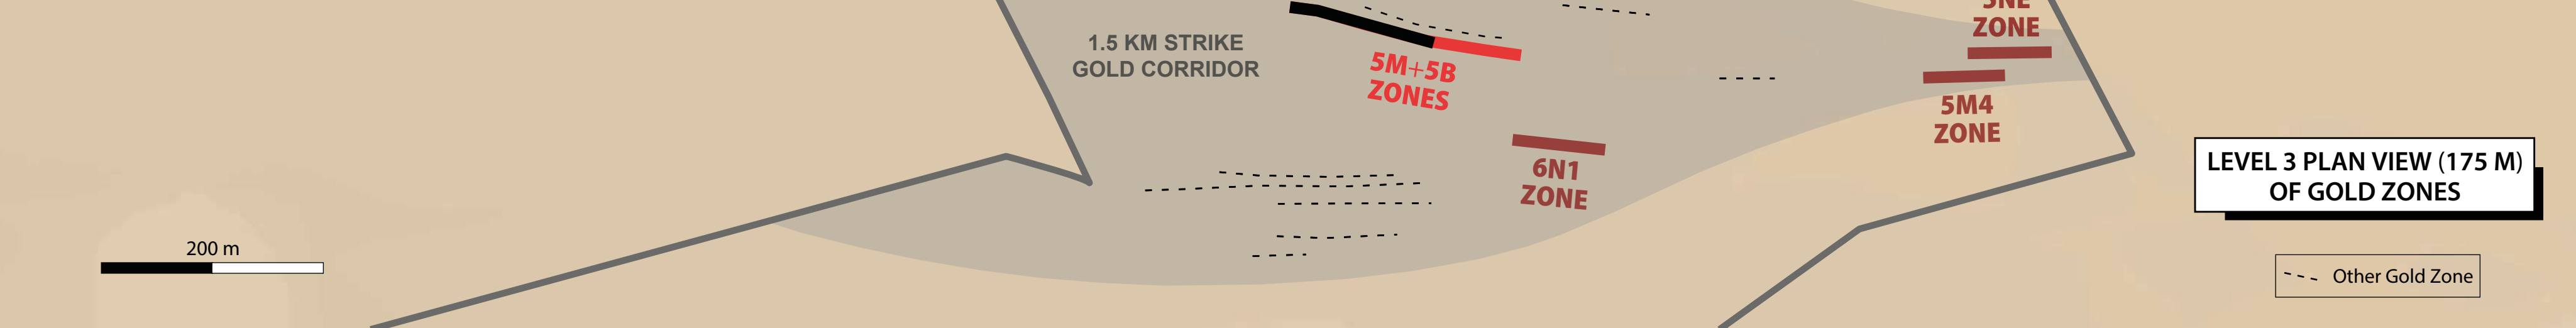 1.5 KM STRIKE
GOLD CORRIDOR
5M+5B
ZONES
ZONE
5M4
ZONE
6N1
ZONE
LEVEL 3 PLAN VIEW (175 M)
OF GOLD ZONES
200 m
Other Gold Zone